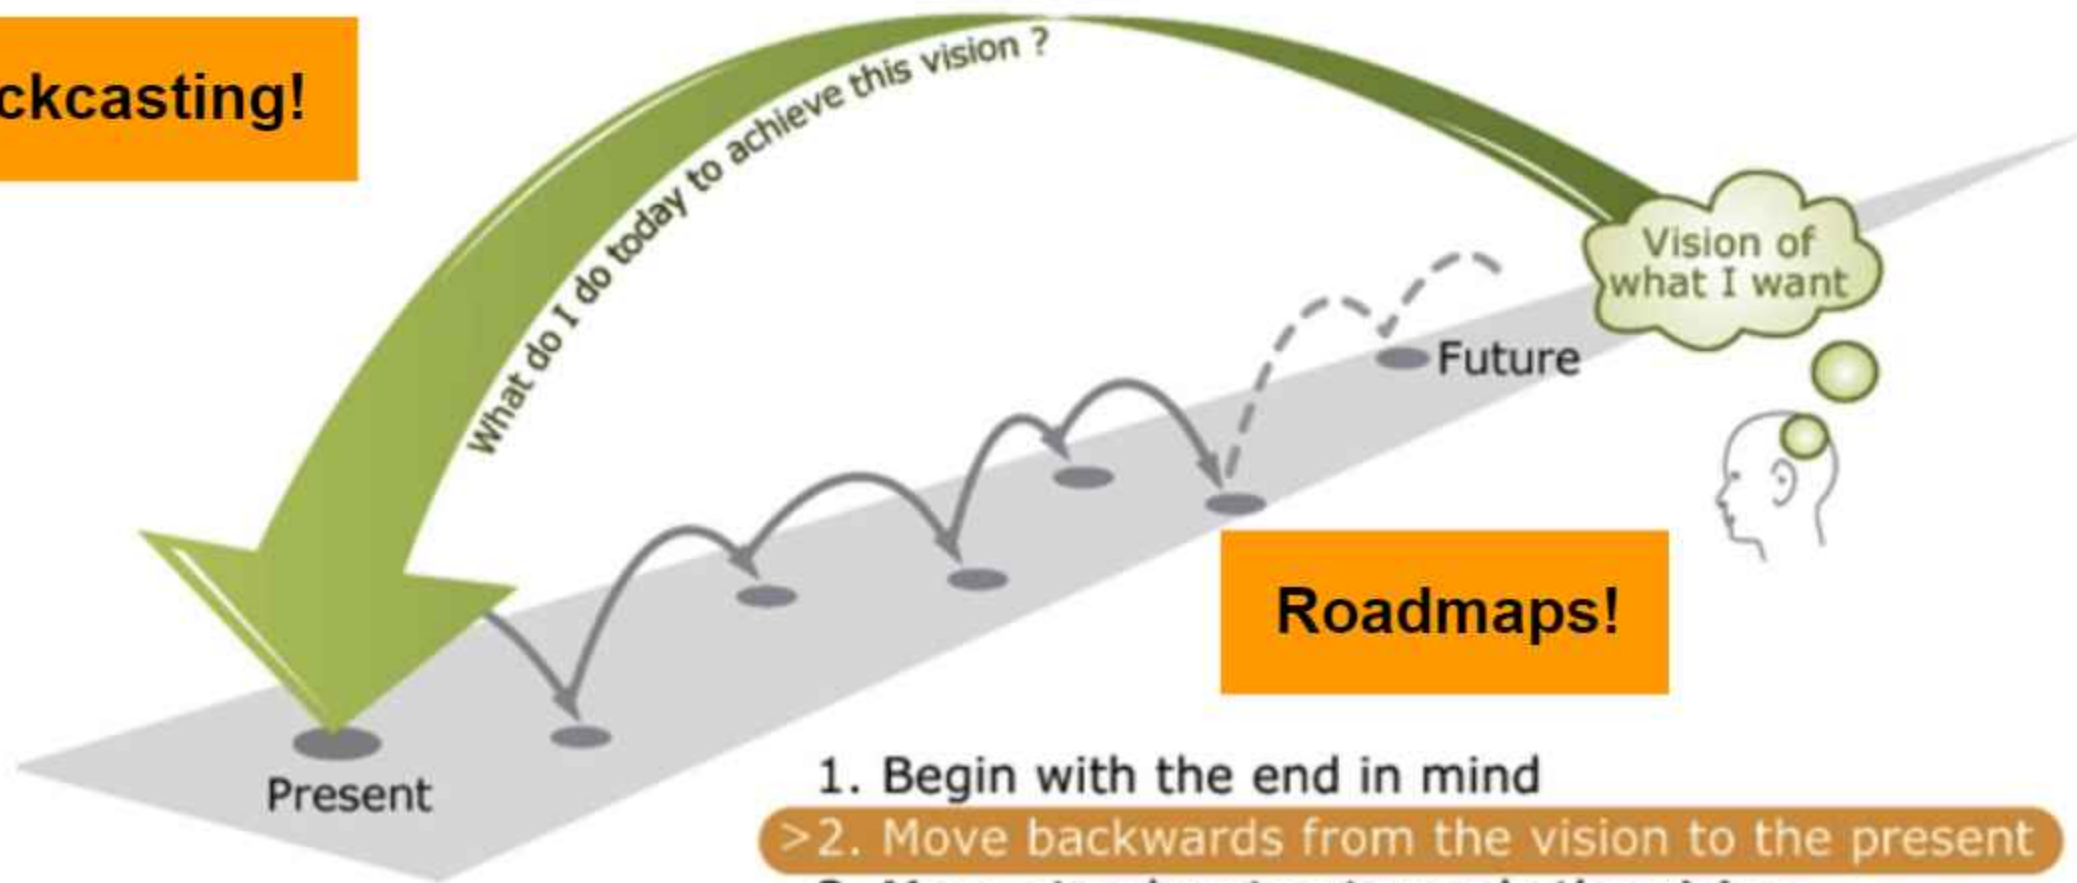 ckcasting!
What do I do today to achieve this vision ?
Vision of
what I want
Future
Roadmaps!
Present
1. Begin with the end in mind
>2. Move backwards from the vision to the present